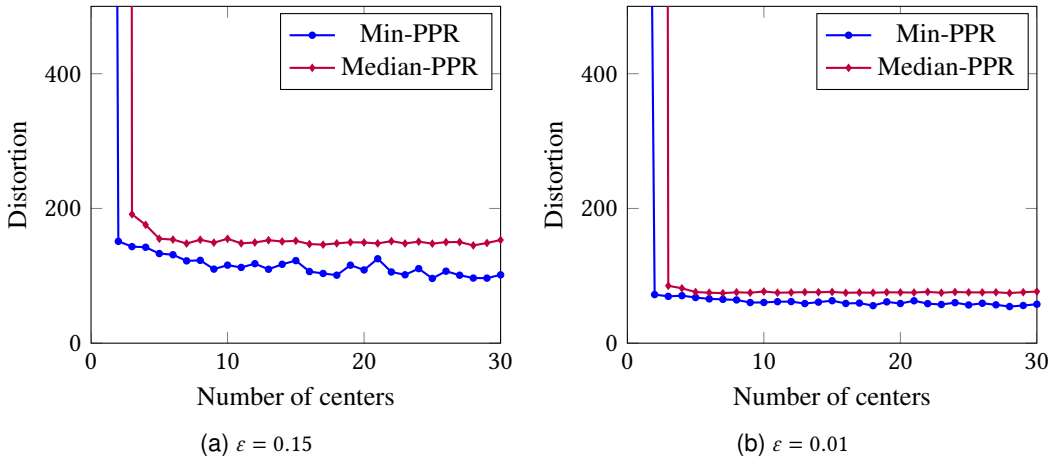 Min-PPR
Median-PPR
400
200
0
Distortion
0 10 20 30
Number of centers
(a) ε = 0.15
Min-PPR
Median-PPR
400
200
0
Distortion
0 10 20 30
Number of centers
(b) ε = 0.01